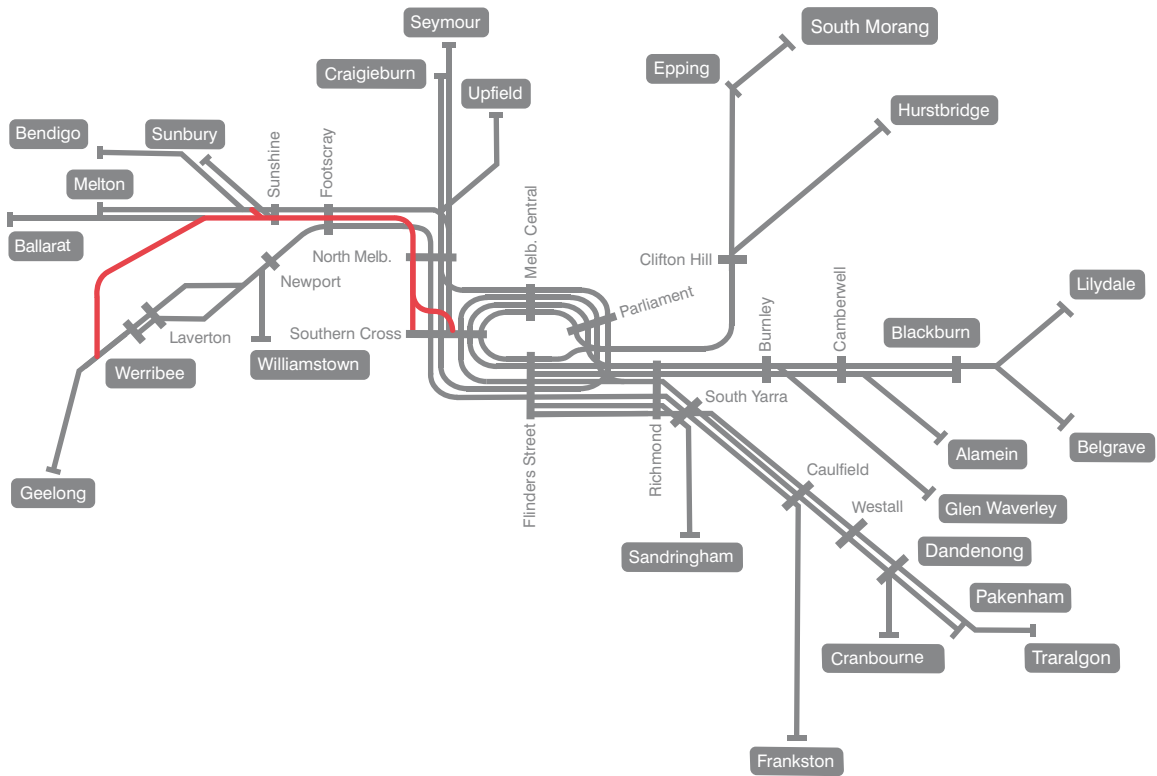 Seymour
South Morang
Craigieburn
Epping
Upfield
Hurstbridge
Bendigo
Sunbury
Sunshine
Footscray
Melton
Melb. Central
Ballarat
North Melb.
Clifton Hill
Newport
Parliament
Lilydale
Burnley
Camberwell
Blackburn
Laverton
Southern Cross
Werribee
Williamstown
South Yarra
Belgrave
Alamein
Flinders Street
Richmond
Caulfield
Geelong
Westall
Glen Waverley
Sandringham
Dandenong
Pakenham
Cranbourne
Traralgon
Frankston